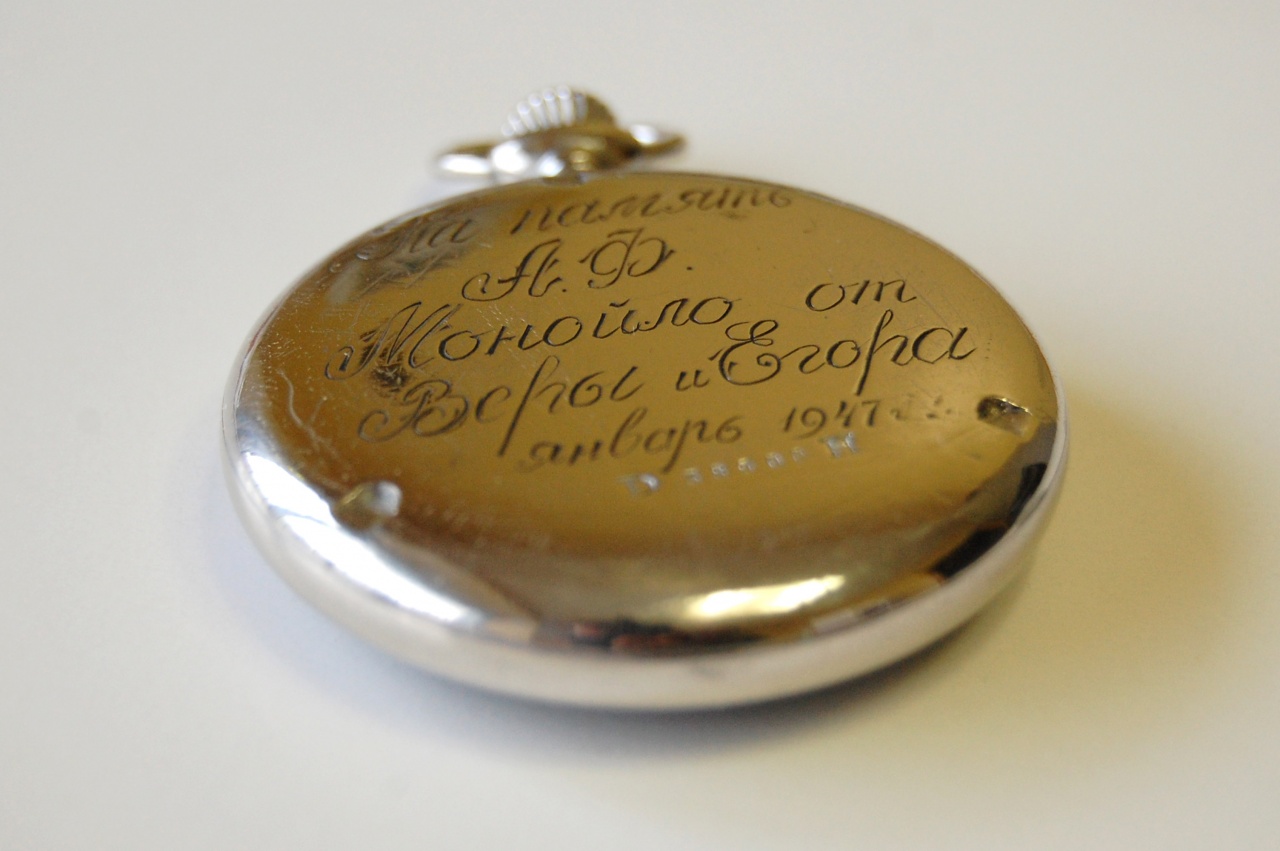 На память
А. Ф.
Монойло от
Веры и Егора
январь 1947 г.